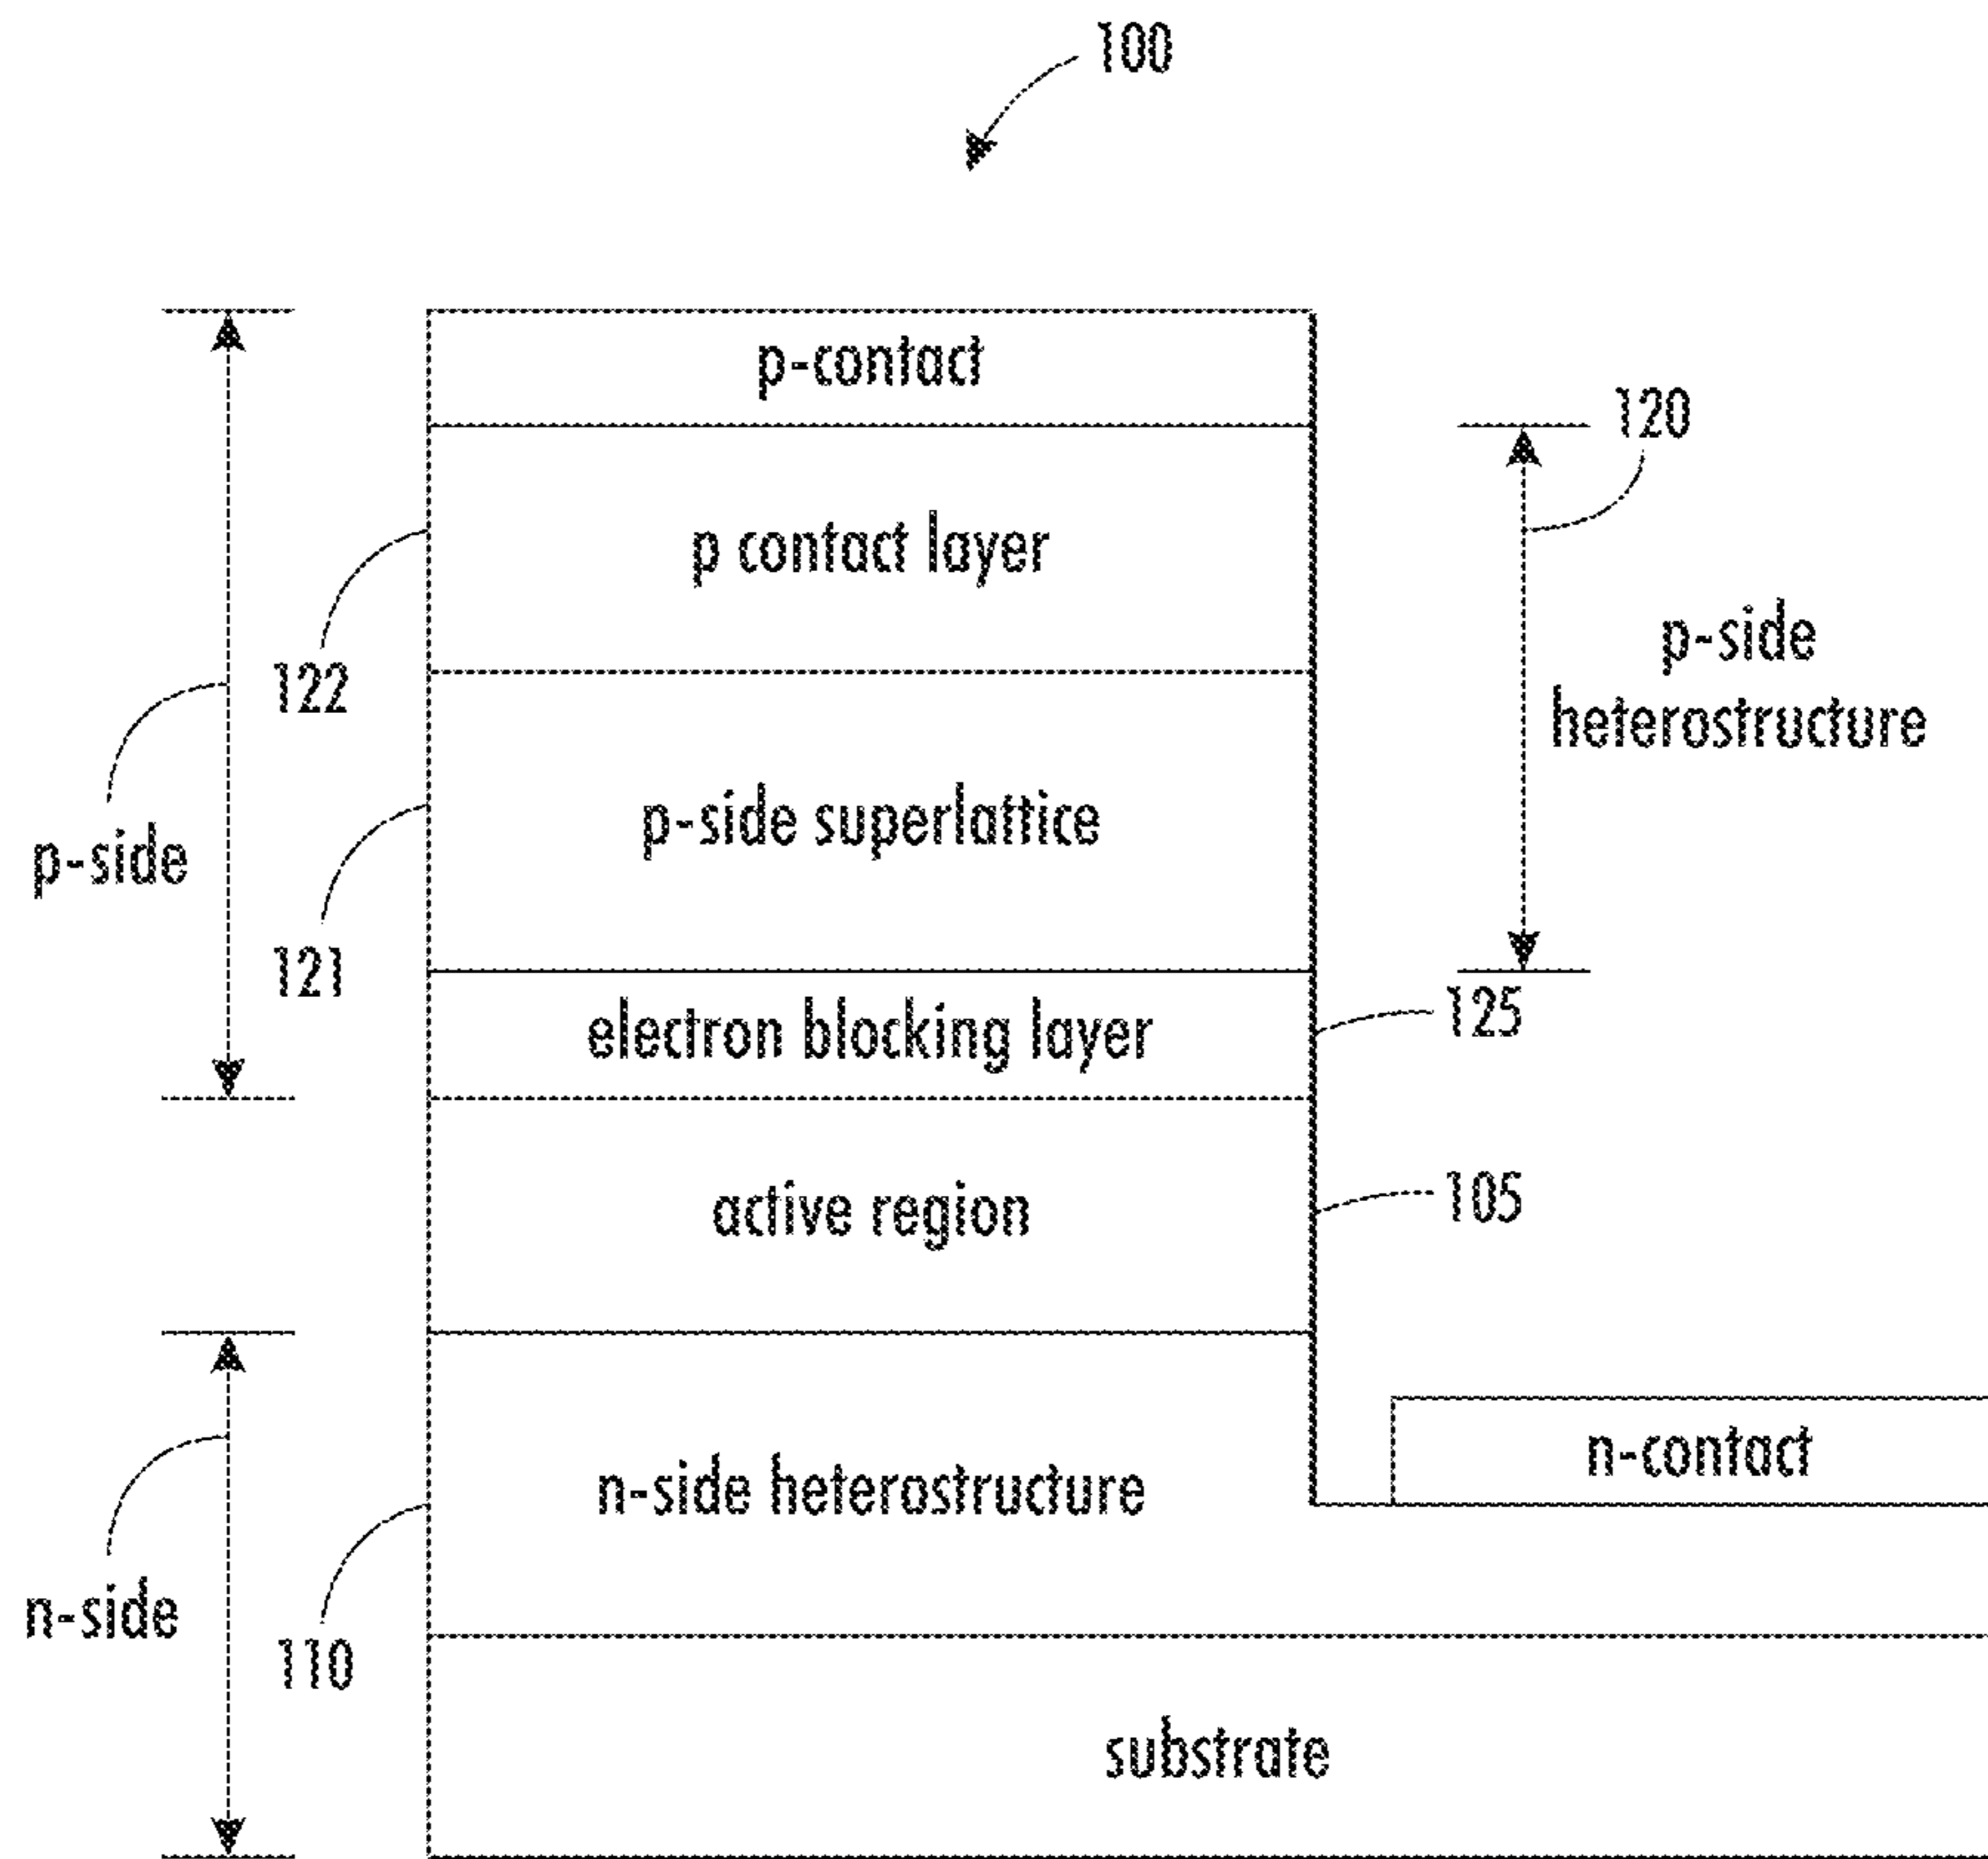 100
p-contact
120
p contact layer
122
p-side
heterostructure
p-side superlattice
p-side
121
electron blocking layer
125
active region
105
n-contact
n-side heterostructure
n-side
110
substrate